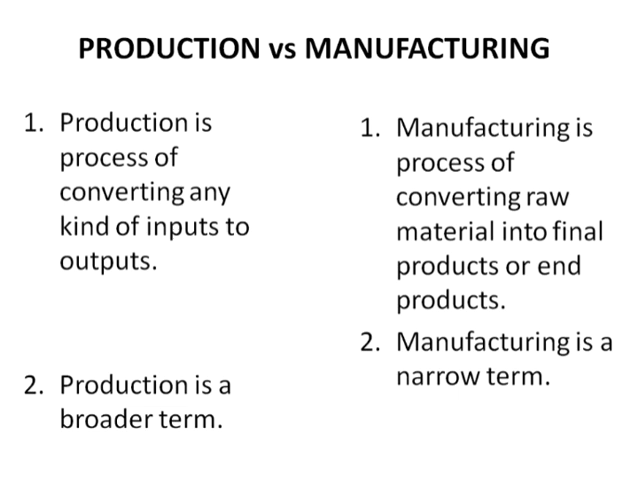 PRODUCTION vs MANUFACTURING
1. Production is
process of
converting any
kind of inputs to
outputs.
2. Production is a
broader term.
1. Manufacturing is
process of
converting raw
material into final
products or end
products.
2. Manufacturing is a
narrow term.